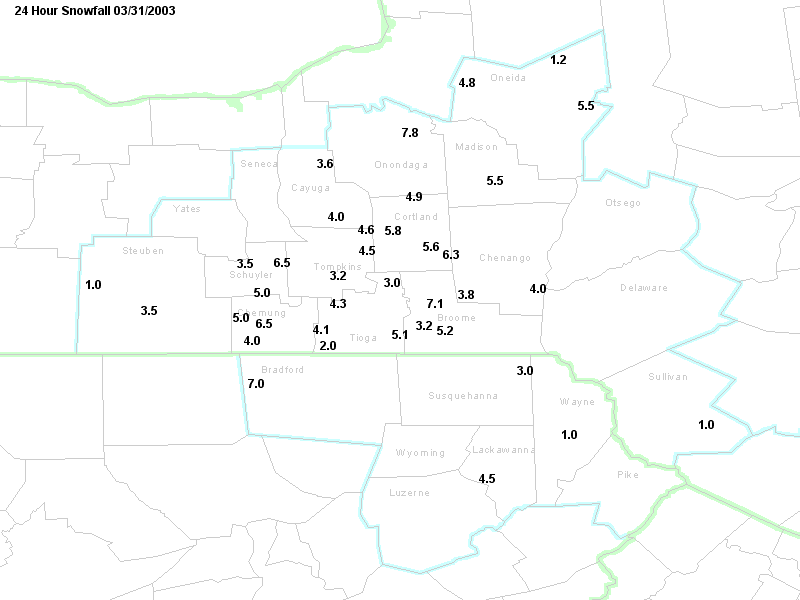 24 Hour Snowfall 03/31/2003
1.2
Oneida
4.8
5.5
7.8
Madison
Seneca
3.6
Onondaga
5.5
Cayuga
4.9
Otsego
Yates
4.0
Cortland
4.6
5.8
Steuben
4.5
5.6
6.3
Chenango
3.5
6.5
Tompkins
Schuyler
3.2
1.0
3.0
Delaware
5.0
3.8
4.0
4.3
7.1
3.5
Chemung
5.0
6.5
Broome
4.1
3.2
5.2
4.0
Tioga
5.1
2.0
Bradford
3.0
Sullivan
7.0
Susquehanna
Wayne
1.0
1.0
Wyoming
Lackawanna
4.5
Pike
Luzerne